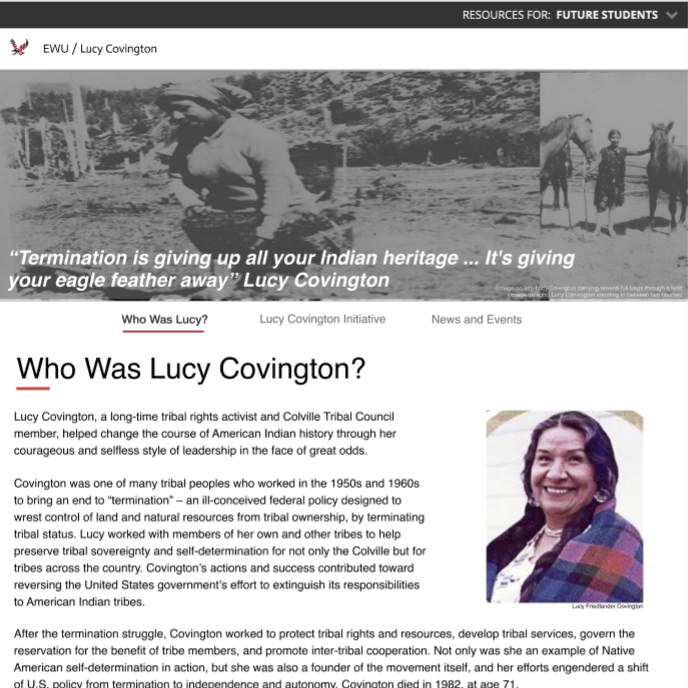 RESOURCES FOR: FUTURE STUDENTS
EWU / Lucy Covington
“Termination is giving up all your Indian heritage ... It's giving
your eagle feather away” Lucy Covington
Who Was Lucy?
Lucy Covington Initiative
News and Events
Who Was Lucy Covington?
Lucy Covington, a long-time tribal rights activist and Colville Tribal Council
member, helped change the course of American Indian history through her
courageous and selfless style of leadership in the face of great odds.
Covington was one of many tribal peoples who worked in the 1950s and 1960s
to bring an end to “termination” – an ill-conceived federal policy designed to
wrest control of land and natural resources from tribal ownership, by terminating
tribal status. Lucy worked with members of her own and other tribes to help
preserve tribal sovereignty and self-determination for not only the Colville but for
tribes across the country. Covington’s actions and success contributed toward
reversing the United States government’s effort to extinguish its responsibilities
to American Indian tribes.
Lucy Friedlander Covington
After the termination struggle, Covington worked to protect tribal rights and resources, develop tribal services, govern the
reservation for the benefit of tribe members, and promote inter-tribal cooperation. Not only was she an example of Native
American self-determination in action, but she was also a founder of the movement itself, and her efforts engendered a shift
of U.S. policy from termination to independence and autonomy. Covington died in 1982, at age 71.